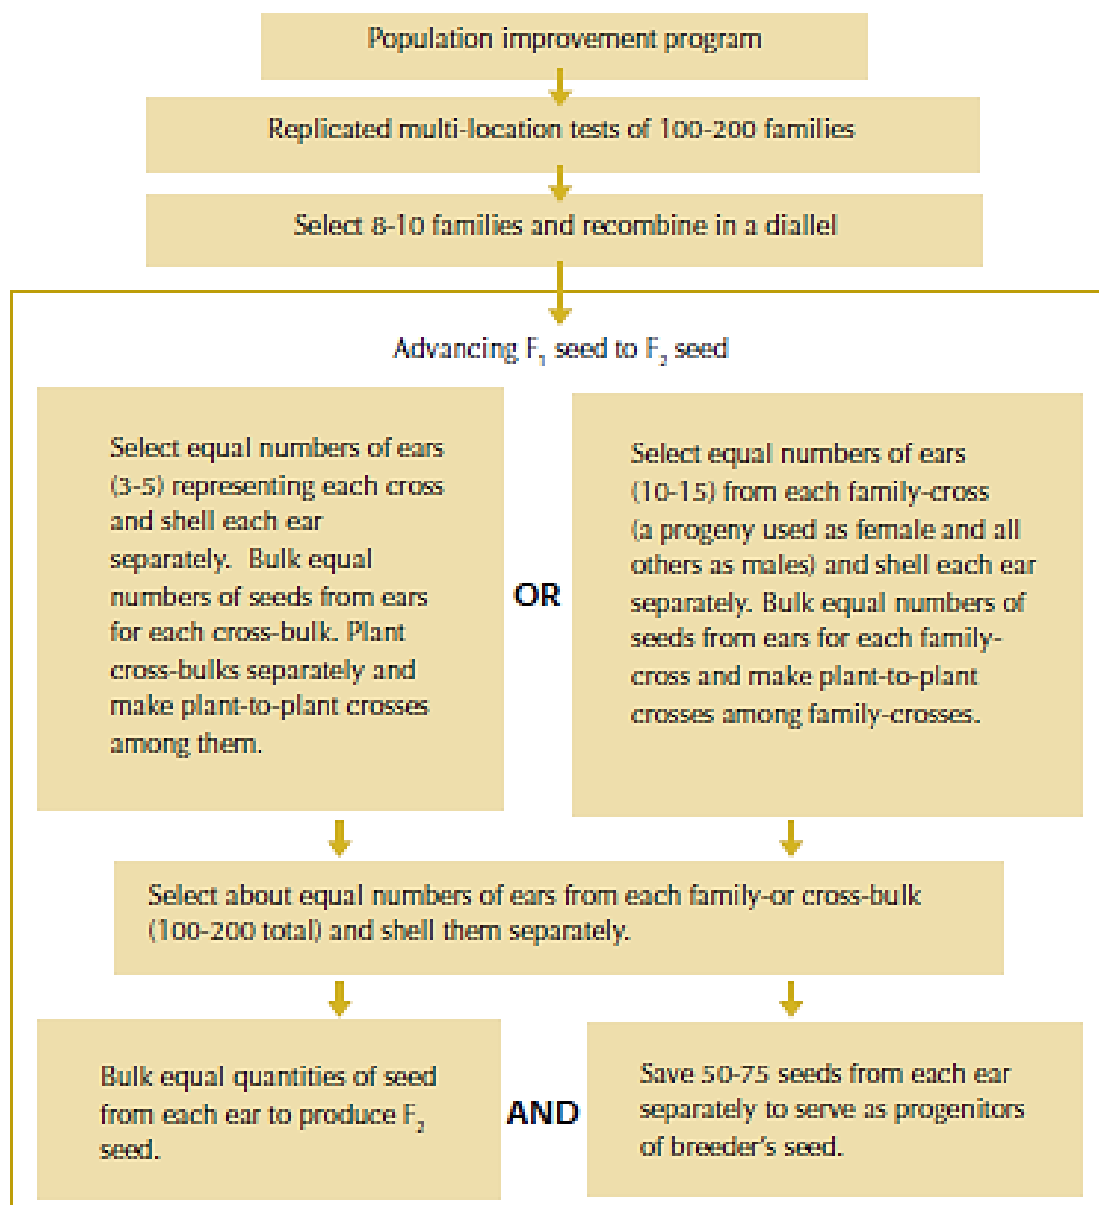 Population improvement program
Replicated multi-location tests of 100-200 families
Select 8-10 families and recombine in a diallel
Advancing F₁ seed to F₂ seed
Select equal numbers of ears
(3-5) representing each cross
and shell each ear
separately. Bulk equal
numbers of seeds from ears
for each cross-bulk. Plant
cross-bulks separately and
make plant-to-plant crosses
among them.
OR
Select equal numbers of ears
(10-15) from each family-cross
(a progeny used as female and all
others as males) and shell each ear
separately. Bulk equal numbers of
seeds from ears for each family-
cross and make plant-to-plant
crosses among family-crosses.
Select about equal numbers of ears from each family-or cross-bulk
(100-200 total) and shell them separately.
Bulk equal quantities of seed
from each ear to produce F₂
seed.
AND
Save 50-75 seeds from each ear
separately to serve as progenitors
of breeder's seed.